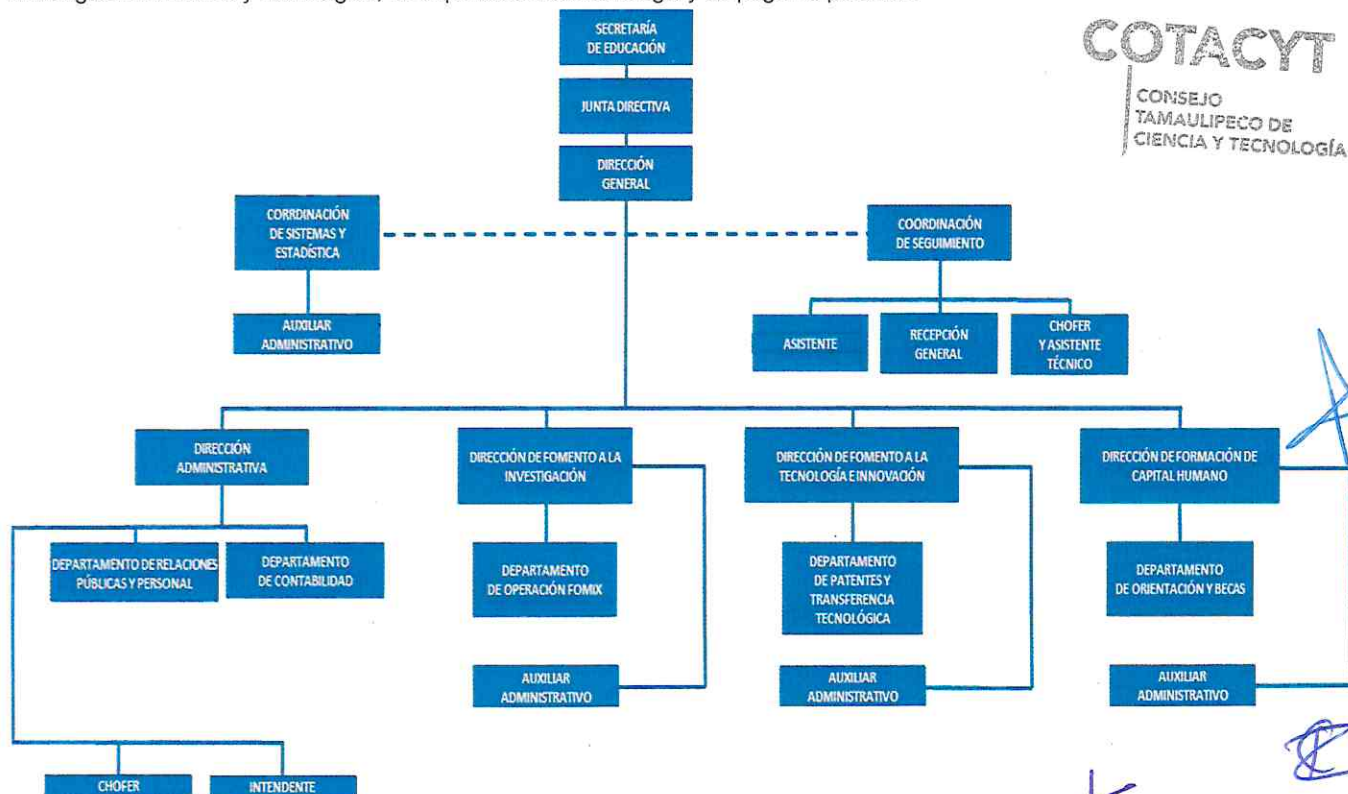 SECRETARÍA
DE EDUCACIÓN
COTACYT
CONSEJO
TAMAULIPECO DE
CIENCIA Y TECNOLOGÍA
JUNTA DIRECTIVA
DIRECCIÓN
GENERAL
CORRDINACIÓN
DE SISTEMAS Y
ESTADÍSTICA
COORDINACIÓN
DE SEGUIMIENTO
AUXILIAR
ADMINISTRATIVO
ASISTENTE
RECEPCIÓN
GENERAL
CHOFER
Y ASISTENTE
TÉCNICO
DIRECCIÓN
ADMINISTRATIVA
DIRECCIÓN DE FOMENTO A LA
INVESTIGACIÓN
DIRECCIÓN DE FOMENTO A LA
TECNOLOGÍA E INNOVACIÓN
DIRECCIÓN DE FORMACIÓN DE
CAPITAL HUMANO
DEPARTAMENTO DE RELACIONES
PÚBLICAS Y PERSONAL
DEPARTAMENTO
DE CONTABILIDAD
DEPARTAMENTO
DE OPERACIÓN FOMIX
DEPARTAMENTO
DE PATENTES Y
TRANSFERENCIA
TECNOLÓGICA
DEPARTAMENTO
DE ORIENTACIÓN Y BECAS
AUXILIAR
ADMINISTRATIVO
AUXILIAR
ADMINISTRATIVO
AUXILIAR
ADMINISTRATIVO
CHOFER
INTENDENTE